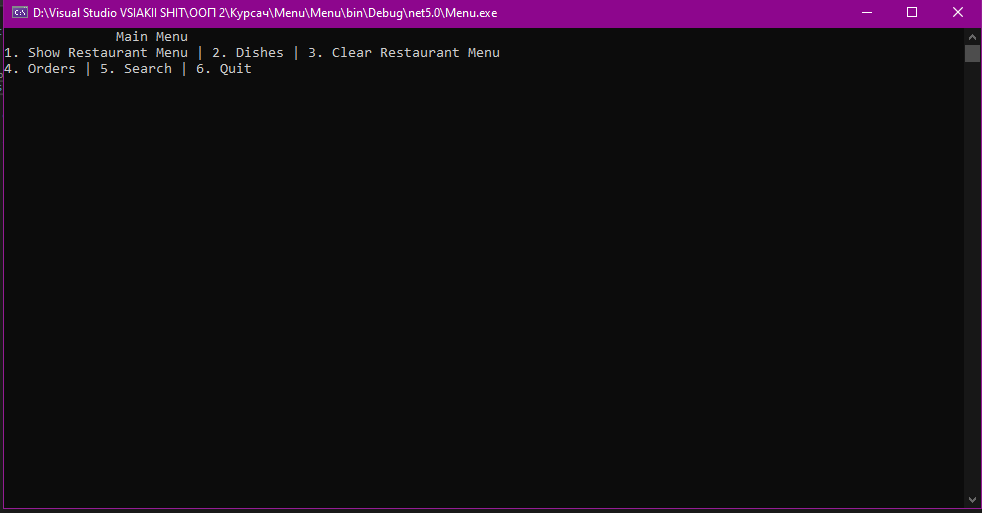 D:\Visual Studio VSIAKII SHIT\ООП 2\Курсач\Menu\Menu\bin\Debug\net5.0\Menu.exe
Main Menu
1. Show Restaurant Menu | 2. Dishes | 3. Clear Restaurant Menu
4. Orders | 5. Search | 6. Quit